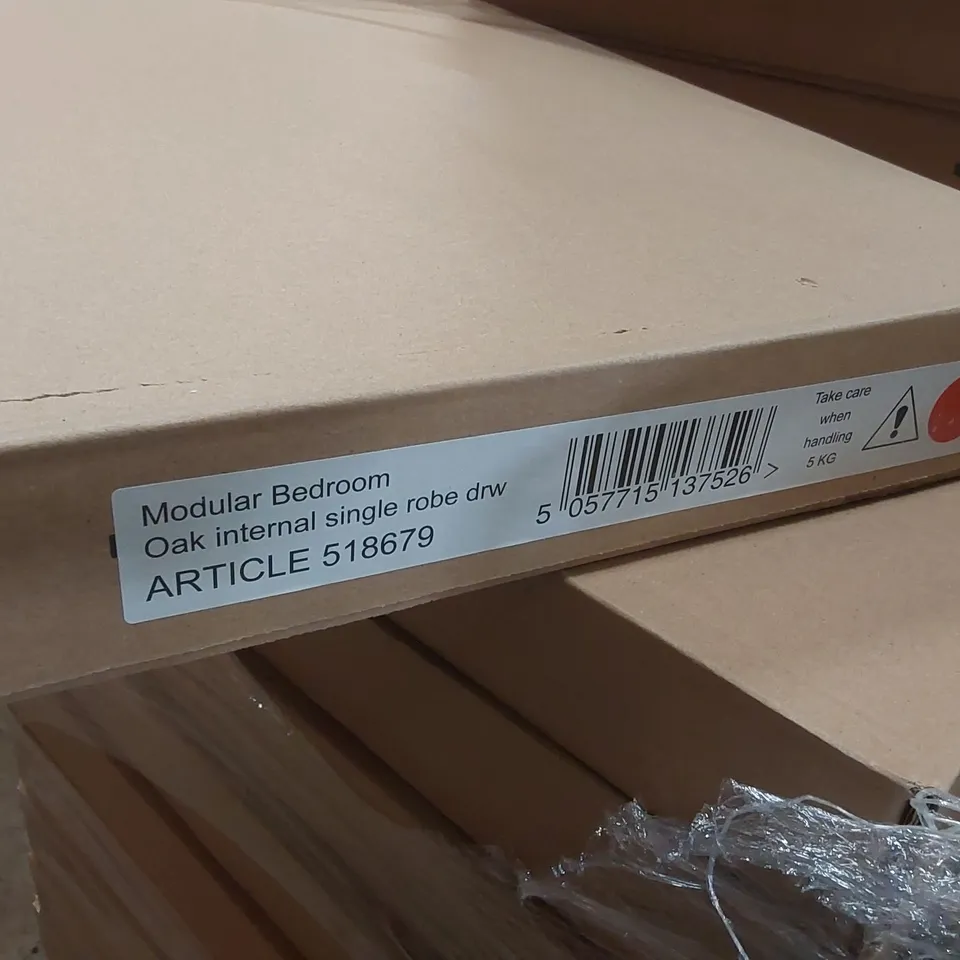 Modular Bedroom
Oak internal single robe drw
ARTICLE 518679
5 057715 137526 >
Take care
when
handling
5 KG
!